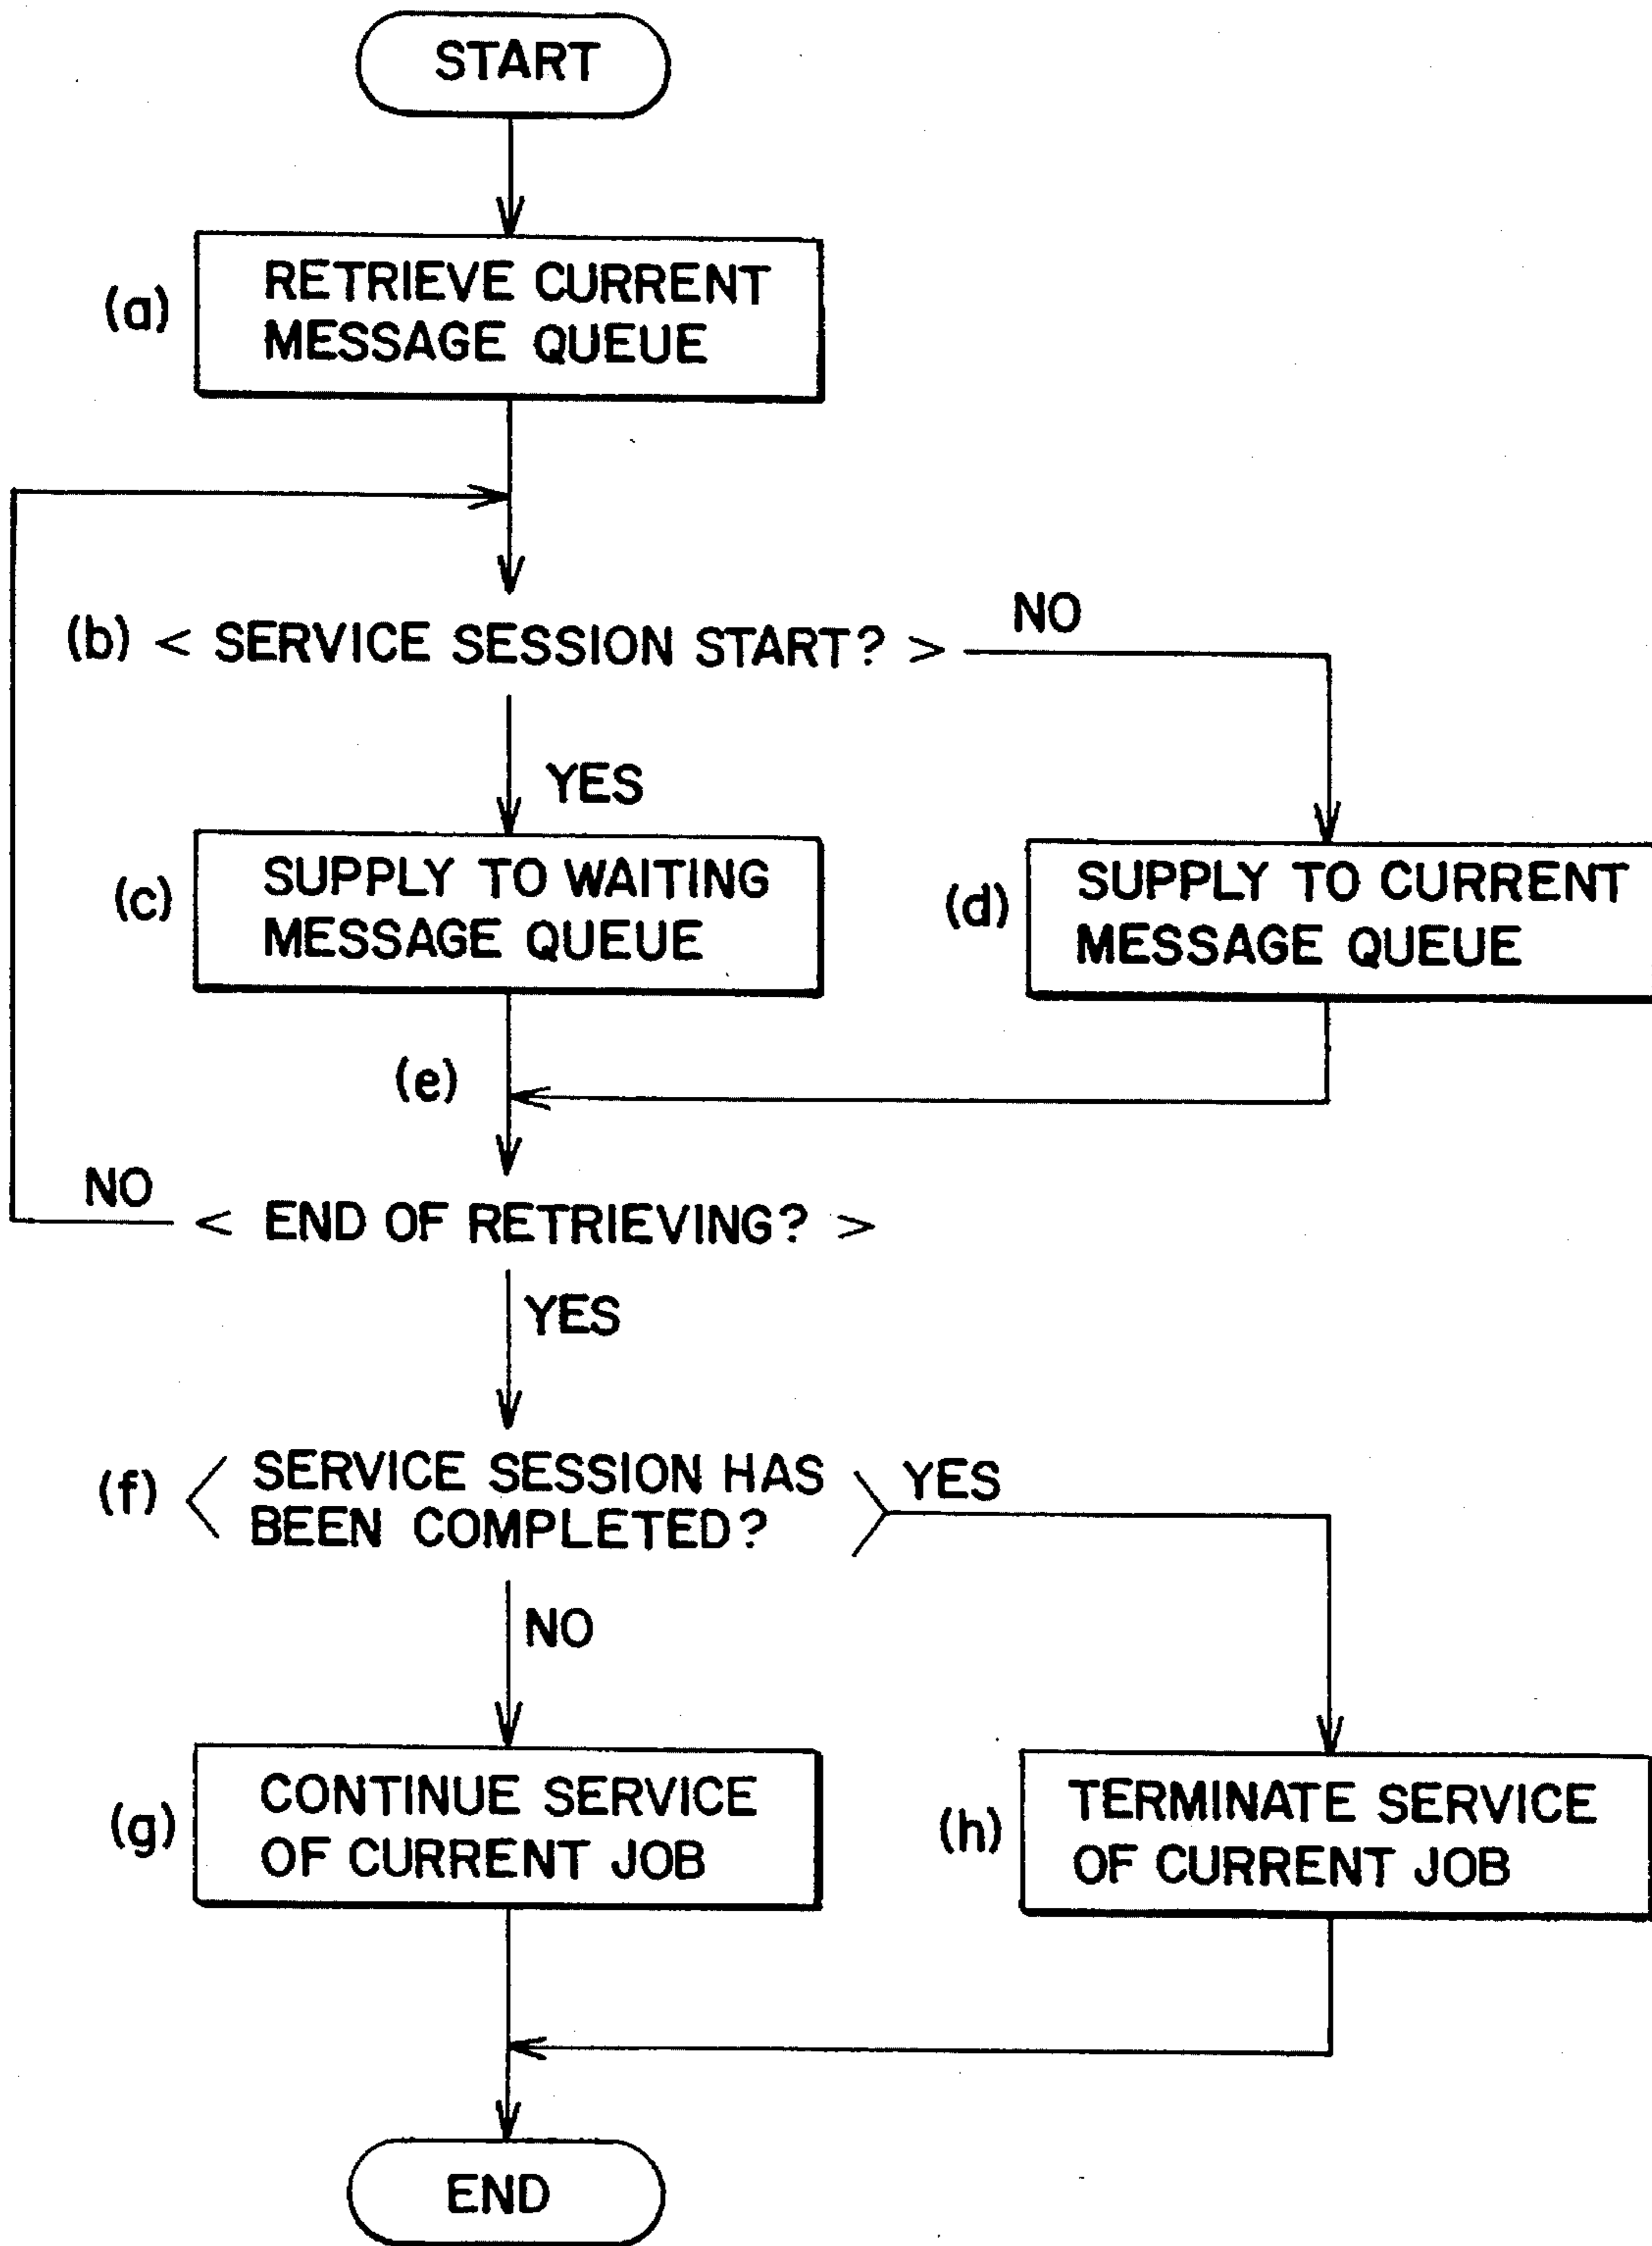 START
(a) RETRIEVE CURRENT
MESSAGE QUEUE
(b) < SERVICE SESSION START? > NO
YES
(c) SUPPLY TO WAITING
MESSAGE QUEUE
(d) SUPPLY TO CURRENT
MESSAGE QUEUE
(e)
NO
< END OF RETRIEVING? >
YES
(f) < SERVICE SESSION HAS
BEEN COMPLETED? > YES
NO
(g) CONTINUE SERVICE
OF CURRENT JOB
(h) TERMINATE SERVICE
OF CURRENT JOB
END